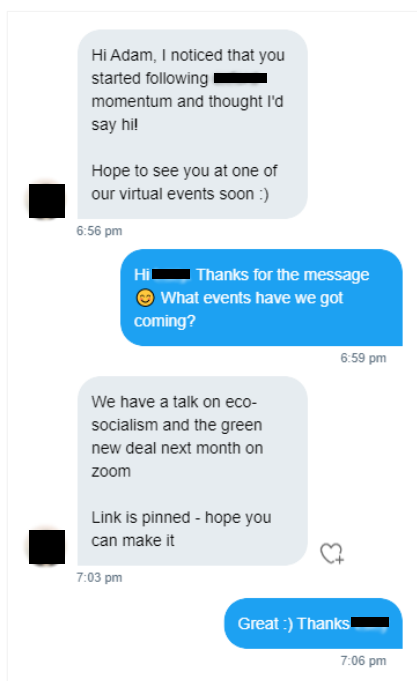 Hi Adam, I noticed that you
started following
momentum and thought I'd
say hi!
Hope to see you at one of
our virtual events soon :)
6:56 pm
Hi Thanks for the message
😊 What events have we got
coming?
6:59 pm
We have a talk on eco-
socialism and the green
new deal next month on
zoom
Link is pinned - hope you
can make it
7:03 pm
Great :) Thanks
7:06 pm